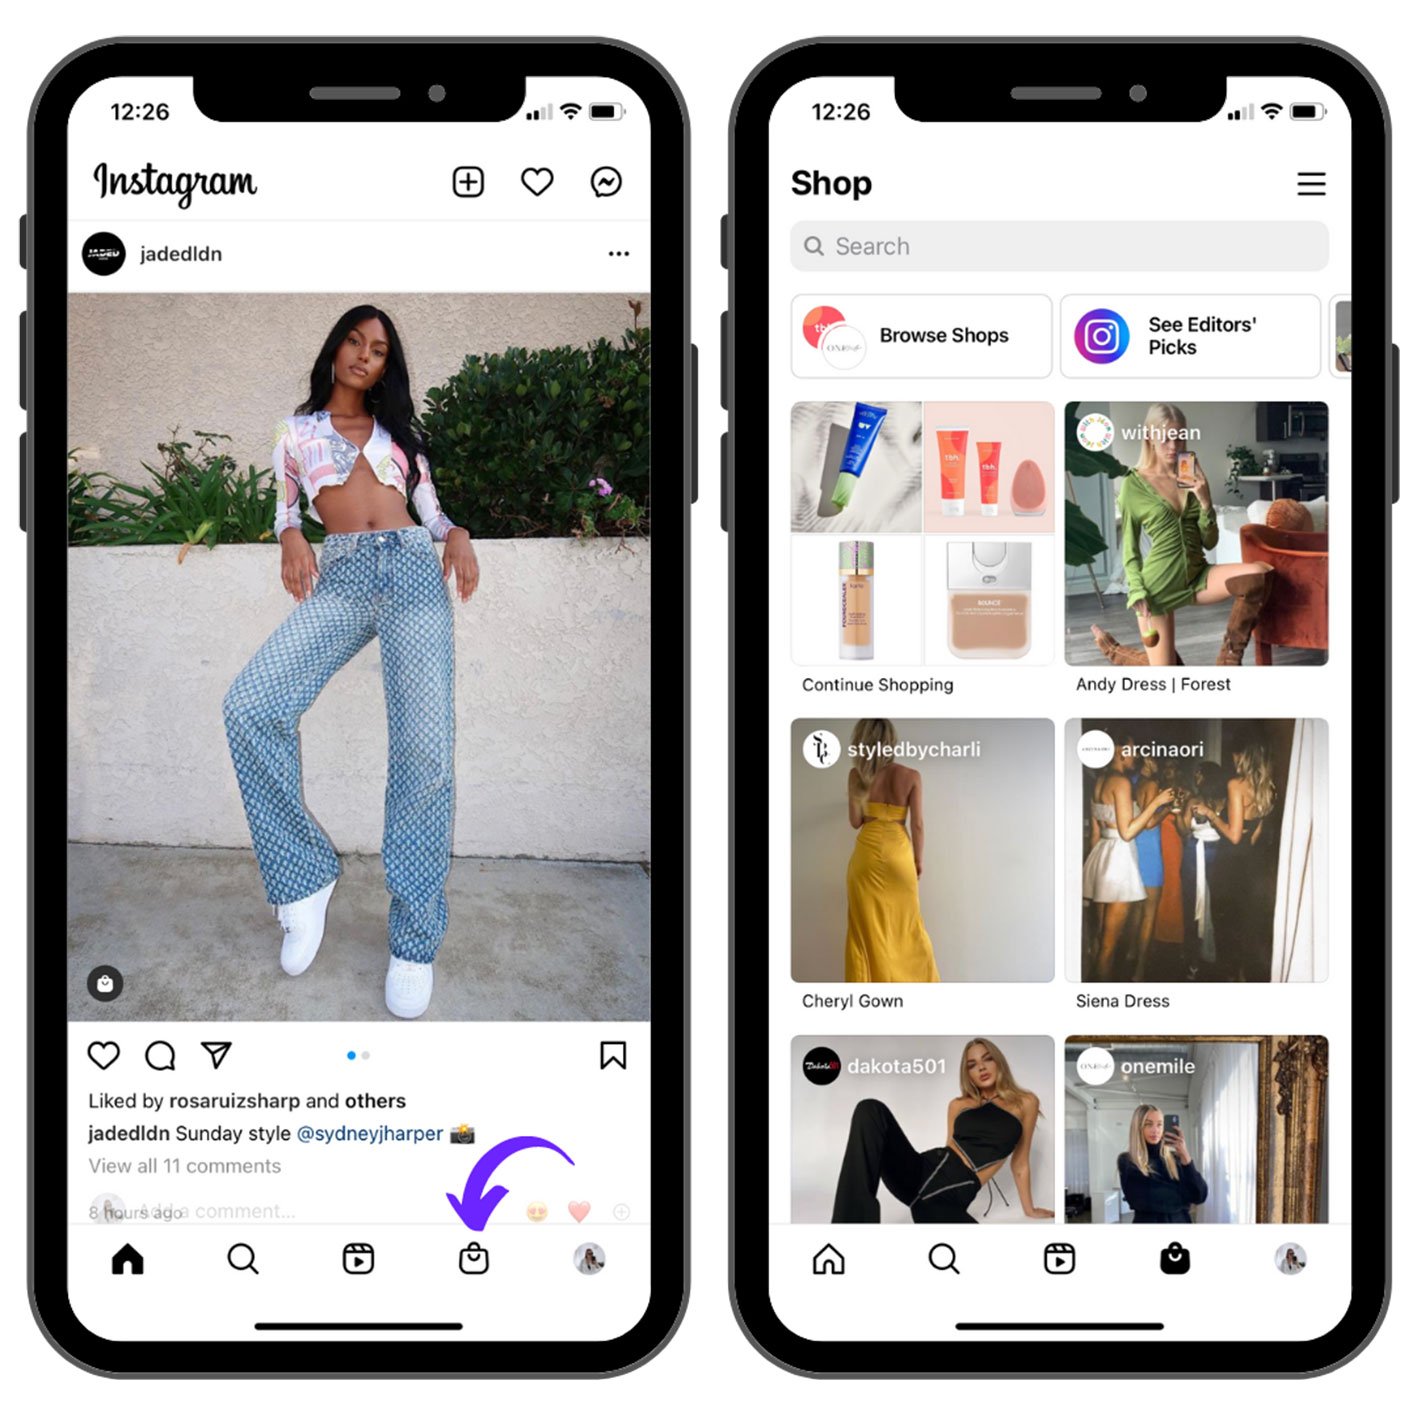 12:26
Instagram
JADED
jadedldn
Liked by rosaruizsharp and others
jadedldn Sunday style @sydneyjharper
View all 11 comments
8 hours ago
Add a comment...
12:26
Shop
Search
Browse Shops
See Editors'
Picks
withjean
tbh.
Continue Shopping
Andy Dress | Forest
styledbycharli
arcinaori
Cheryl Gown
Siena Dress
dakota501
onemile